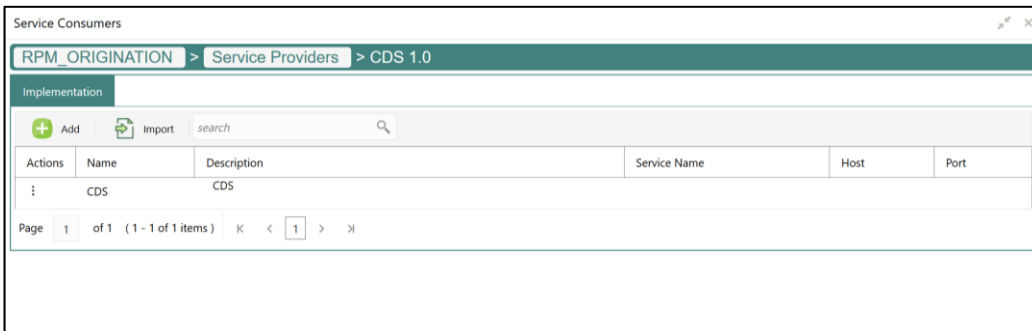 Service Consumers
RPM_ORIGINATION > Service Providers > CDS 1.0
Implementation
Add Import search
Actions Name Description Service Name Host Port
CDS CDS
Page 1 of 1 (1 - 1 of 1 items) K < 1 > >|